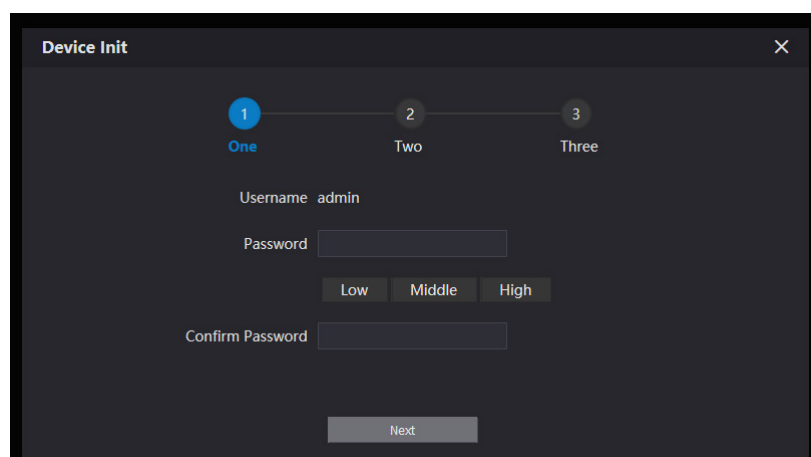 Device Init
1 2 3
One Two Three
Username admin
Password
Low Middle High
Confirm Password
Next